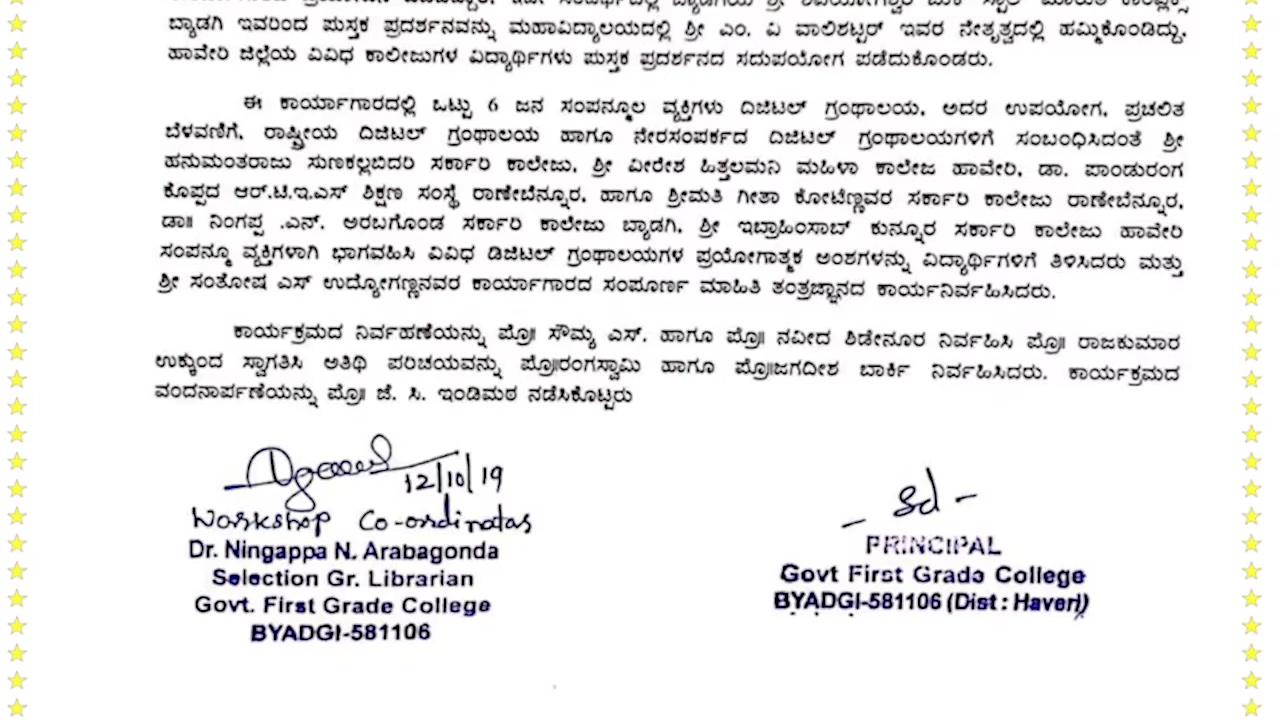 ಬ್ಯಾಡಗಿ ಇವರಿಂದ ಪುಸ್ತಕ ಪ್ರದರ್ಶನವನ್ನು ಮಹಾವಿದ್ಯಾಲಯದಲ್ಲಿ ಶ್ರೀ ಎಂ. ವಿ ವಾಲಿಶಟ್ಟರ್ ಇವರ ನೇತೃತ್ವದಲ್ಲಿ ಹಮ್ಮಿಕೊಂಡಿದ್ದು,
ಹಾವೇರಿ ಜಿಲ್ಲೆಯ ವಿವಿಧ ಕಾಲೇಜುಗಳ ವಿದ್ಯಾರ್ಥಿಗಳು ಪುಸ್ತಕ ಪ್ರದರ್ಶನದ ಸದುಪಯೋಗ ಪಡೆದುಕೊಂಡರು.
ಈ ಕಾರ್ಯಾಗಾರದಲ್ಲಿ ಒಟ್ಟು 6 ಜನ ಸಂಪನ್ಮೂಲ ವ್ಯಕ್ತಿಗಳು ದಿಜಿಟಲ್ ಗ್ರಂಥಾಲಯ, ಅದರ ಉಪಯೋಗ, ಪ್ರಚಲಿತ
ಬೆಳವಣಿಗೆ, ರಾಷ್ಟ್ರೀಯ ದಿಜಿಟಲ್ ಗ್ರಂಥಾಲಯ ಹಾಗೂ ನೇರಸಂಪರ್ಕದ ದಿಜಿಟಲ್ ಗ್ರಂಥಾಲಯಗಳಿಗೆ ಸಂಬಂಧಿಸಿದಂತೆ ಶ್ರೀ
ಹನುಮಂತರಾಜು ಸುಣಕಲ್ಲಬಿದರಿ ಸರ್ಕಾರಿ ಕಾಲೇಜು, ಶ್ರೀ ವೀರೇಶ ಹಿತ್ತಲಮನಿ ಮಹಿಳಾ ಕಾಲೇಜ ಹಾವೇರಿ, ಡಾ. ಪಾಂಡುರಂಗ
ಕೊಪ್ಪದ ಆರ್.ಟಿ.ಇ.ಎಸ್ ಶಿಕ್ಷಣ ಸಂಸ್ಥೆ ರಾಣೇಬೆನ್ನೂರ, ಹಾಗೂ ಶ್ರೀಮತಿ ಗೀತಾ ಕೋಟೆಣ್ಣವರ ಸರ್ಕಾರಿ ಕಾಲೇಜು ರಾಣೇಬೆನ್ನೂರ,
ಡಾ॥ ನಿಂಗಪ್ಪ .ಎನ್. ಅರಬಗೊಂಡ ಸರ್ಕಾರಿ ಕಾಲೇಜು ಬ್ಯಾಡಗಿ, ಶ್ರೀ ಇಬ್ರಾಹಿಂಸಾಬ್ ಕುನ್ನೂರ ಸರ್ಕಾರಿ ಕಾಲೇಜು ಹಾವೇರಿ
ಸಂಪನ್ಮೂ ವ್ಯಕ್ತಿಗಳಾಗಿ ಭಾಗವಹಿಸಿ ವಿವಿಧ ಡಿಜಿಟಲ್ ಗ್ರಂಥಾಲಯಗಳ ಪ್ರಯೋಗಾತ್ಮಕ ಅಂಶಗಳನ್ನು ವಿದ್ಯಾರ್ಥಿಗಳಿಗೆ ತಿಳಿಸಿದರು ಮತ್ತು
ಶ್ರೀ ಸಂತೋಷ ಎಸ್ ಉದ್ಯೋಗಣ್ಣನವರ ಕಾರ್ಯಾಗಾರದ ಸಂಪೂರ್ಣ ಮಾಹಿತಿ ತಂತ್ರಜ್ಞಾನದ ಕಾರ್ಯನಿರ್ವಹಿಸಿದರು.
ಕಾರ್ಯಕ್ರಮದ ನಿರ್ವಹಣೆಯನ್ನು ಪ್ರೊ॥ ಸೌಮ್ಯ ಎಸ್. ಹಾಗೂ ಪ್ರೊ॥ ನವೀದ ಶಿಡೇನೂರ ನಿರ್ವಹಿಸಿ ಪ್ರೊ॥ ರಾಜಕುಮಾರ
ಉಕ್ಕುಂದ ಸ್ವಾಗತಿಸಿ ಅತಿಥಿ ಪರಿಚಯವನ್ನು ಪ್ರೊ॥ರಂಗಸ್ವಾಮಿ ಹಾಗೂ ಪ್ರೊ॥ಜಗದೀಶ ಬಾರ್ಕಿ ನಿರ್ವಹಿಸಿದರು. ಕಾರ್ಯಕ್ರಮದ
ವಂದನಾರ್ಪಣೆಯನ್ನು ಪ್ರೊ॥ ಜೆ. ಸಿ. ಇಂಡಿಮಠ ನಡೆಸಿಕೊಟ್ಟರು
12/10/19
Workshop Co-ordinatas
Dr. Ningappa N. Arabagonda
Selection Gr. Librarian
Govt. First Grade College
BYADGI-581106
- Sd -
PRINCIPAL
Govt First Grade College
BYADGI-581106 (Dist : Haveri)